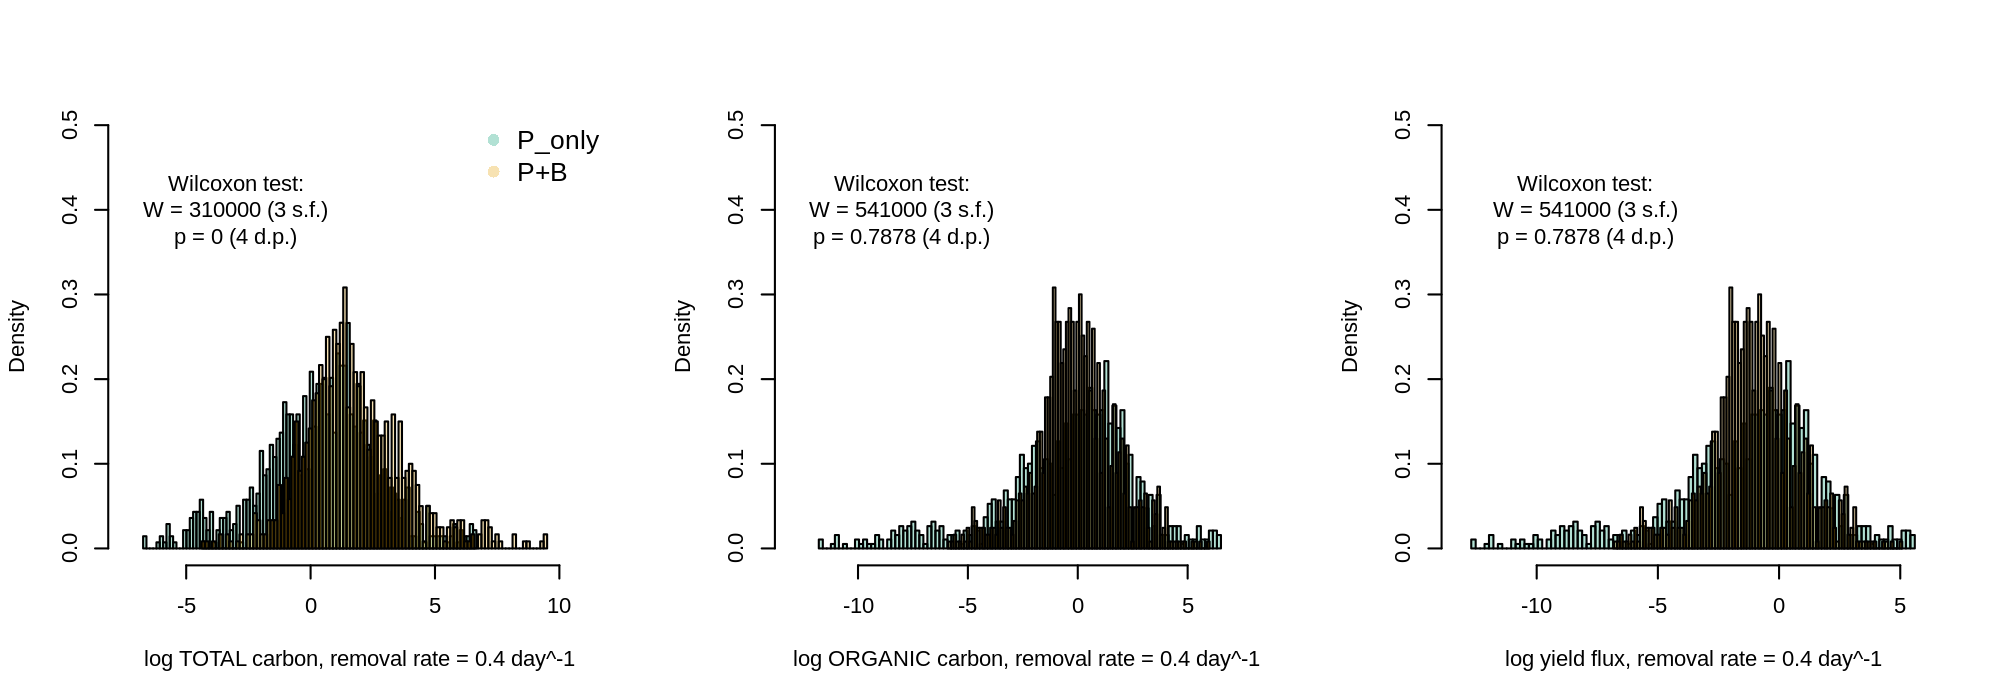 P_only
P+B
Wilcoxon test:
W = 310000 (3 s.f.)
p = 0 (4 d.p.)
Density
0.0
0.1
0.2
0.3
0.4
0.5
-5
0
5
10
log TOTAL carbon, removal rate = 0.4 day^-1
Wilcoxon test:
W = 541000 (3 s.f.)
p = 0.7878 (4 d.p.)
Density
0.0
0.1
0.2
0.3
0.4
0.5
-10
-5
0
5
log ORGANIC carbon, removal rate = 0.4 day^-1
Wilcoxon test:
W = 541000 (3 s.f.)
p = 0.7878 (4 d.p.)
Density
0.0
0.1
0.2
0.3
0.4
0.5
-10
-5
0
5
log yield flux, removal rate = 0.4 day^-1